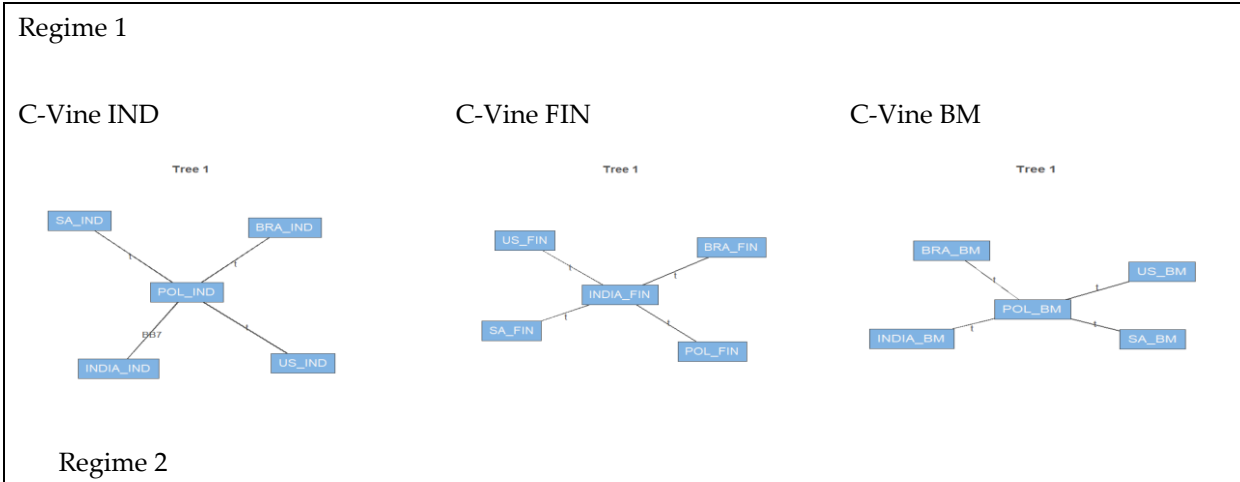 Regime 1
C-Vine IND
C-Vine FIN
C-Vine BM
Tree 1
Tree 1
Tree 1
SA_IND
BRA_IND
t
t
POL_IND
BB7
t
INDIA_IND
US_IND
US_FIN
BRA_FIN
t
t
INDIA_FIN
t
t
SA_FIN
POL_FIN
BRA_BM
US_BM
t
t
POL_BM
t
t
INDIA_BM
SA_BM
Regime 2